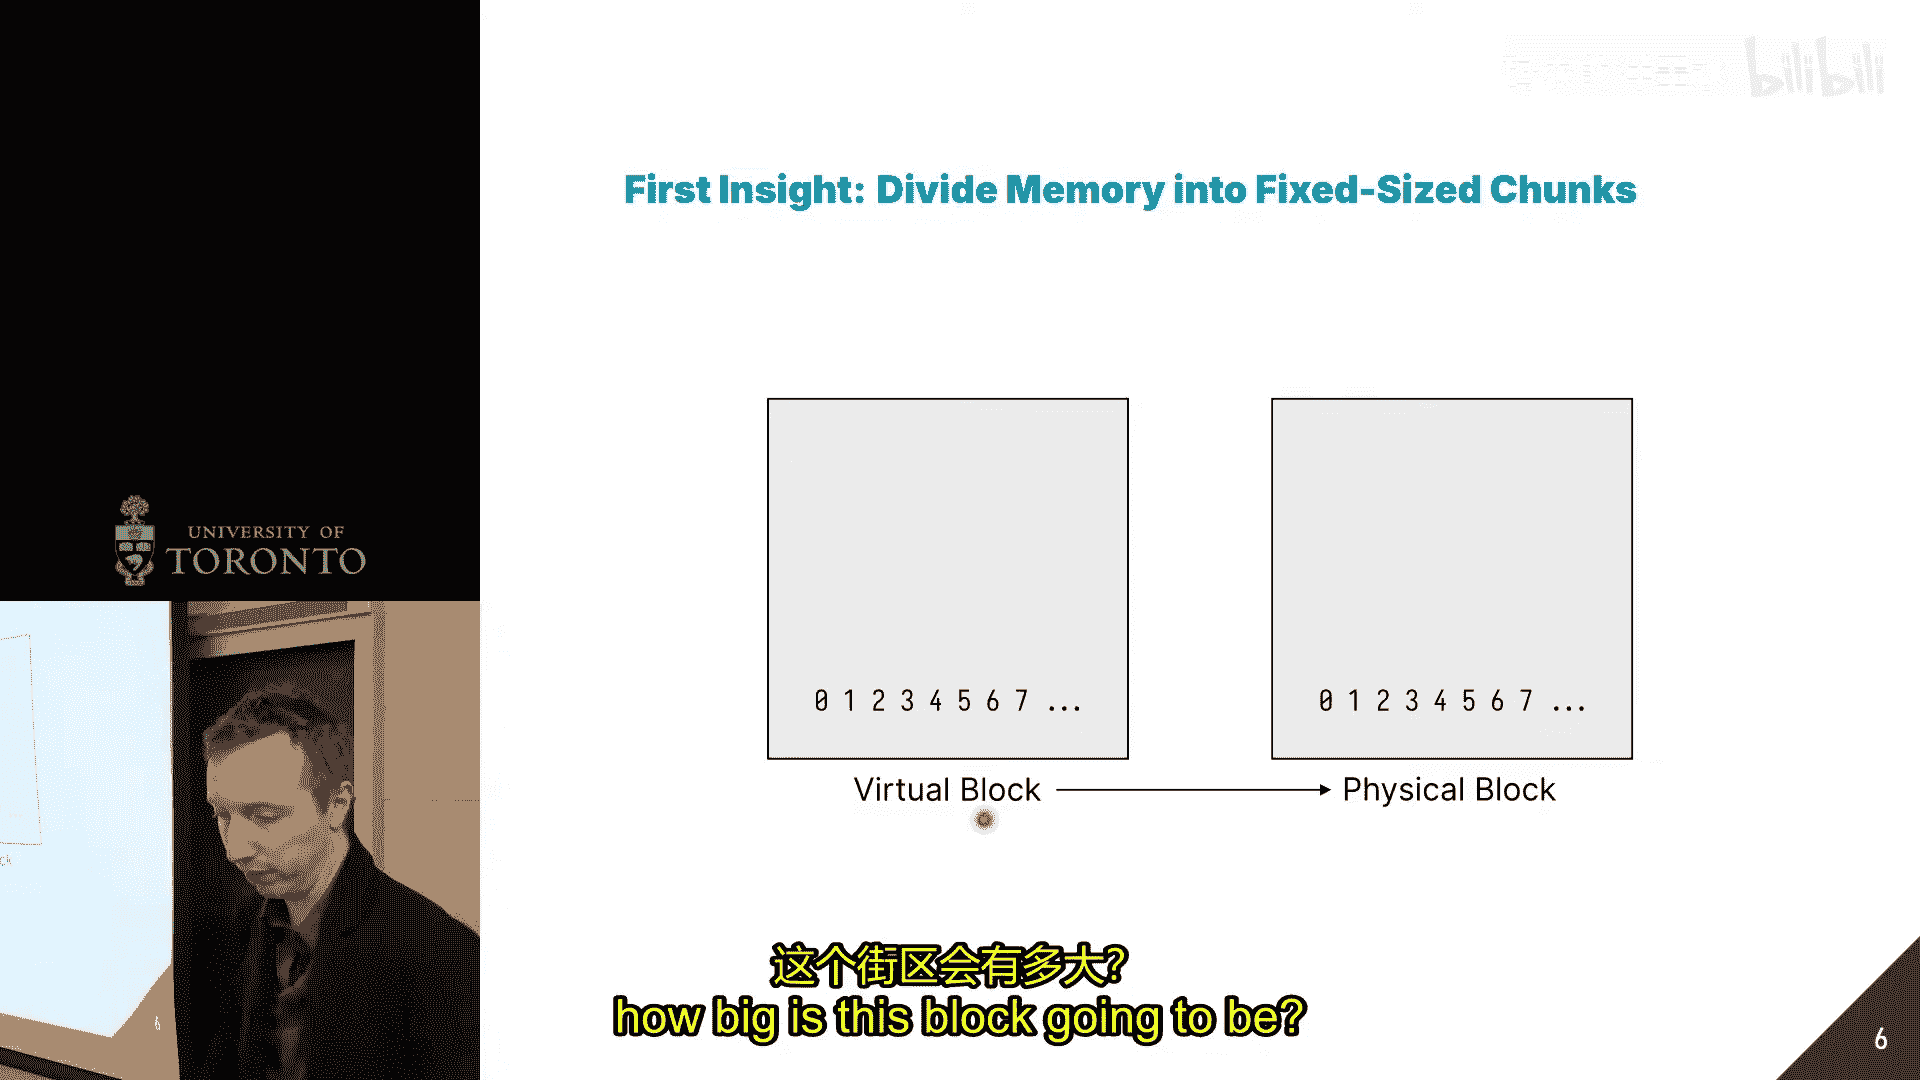 bilibili
First Insight: Divide Memory into Fixed-Sized Chunks
UNIVERSITY OF
TORONTO
0 1 2 3 4 5 6 7 ...
0 1 2 3 4 5 6 7 ...
Virtual Block
Physical Block
这个街区会有多大?
how big is this block going to be?
6
6